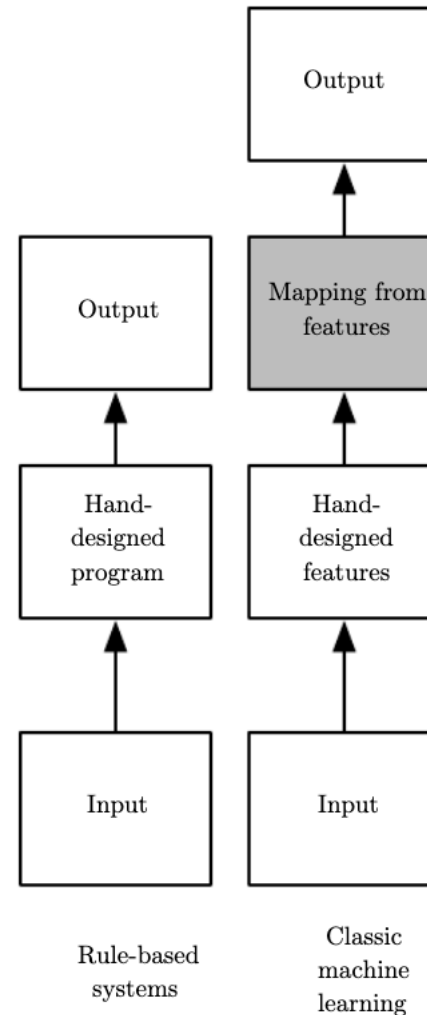 Output
Output
Mapping from
features
Hand-
designed
program
Hand-
designed
features
Input
Input
Rule-based
systems
Classic
machine
learning